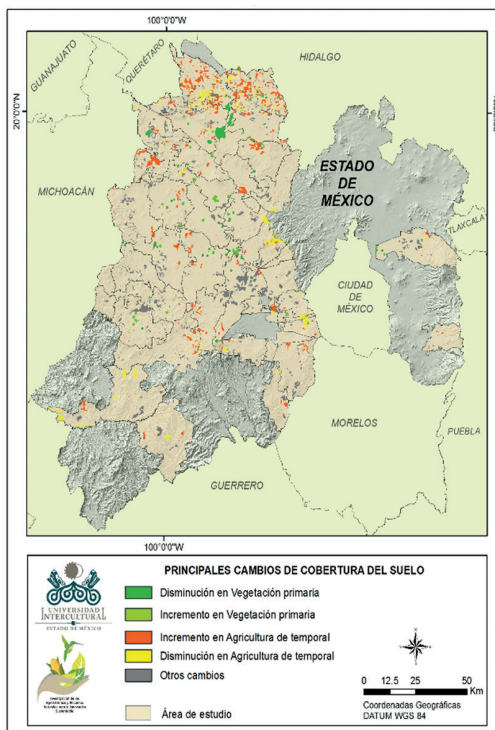 100°0'0"W
HIDALGO
QUERÉTARO
GUANAJUATO
20°0'0"N
ESTADO
DE
MÉXICO
MICHOACÁN
TLAXCALA
CIUDAD
DE
MÉXICO
MORELOS
PUEBLA
GUERRERO
100°0'0"W
PRINCIPALES CAMBIOS DE COBERTURA DEL SUELO
Disminución en Vegetación primaria
Incremento en Vegetación primaria
Incremento en Agricultura de temporal
Disminución en Agricultura de temporal
Otros cambios
Área de estudio
UNIVERSIDAD
INTERCULTURAL
ESTADO DE MÉXICO
0 12.5 25 50
Km
Coordenadas Geográficas
DATUM WGS 84